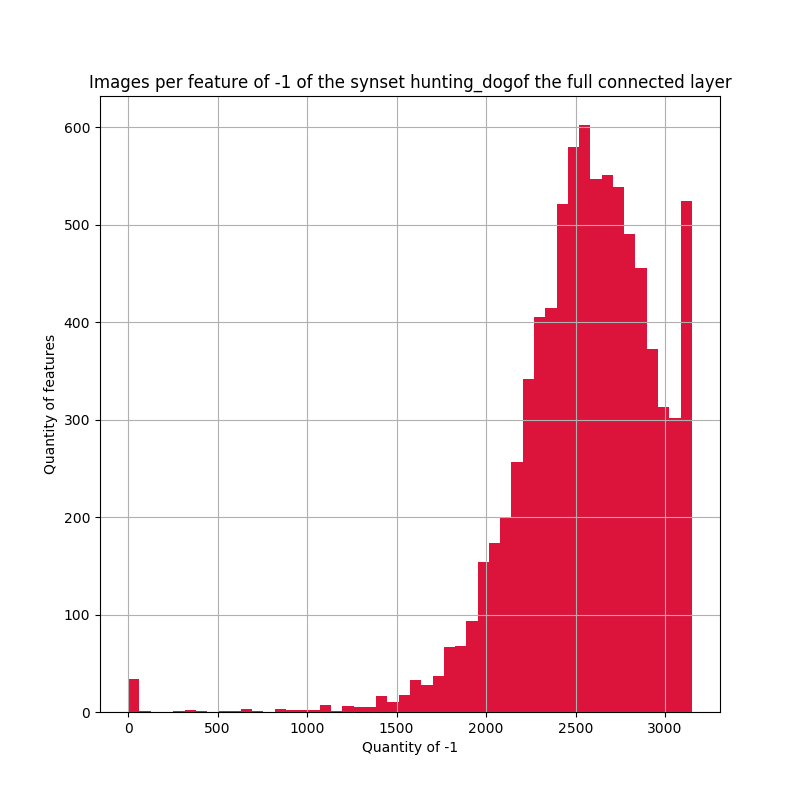 Images per feature of -1 of the synset hunting_dogof the full connected layer
600
500
400
300
200
100
0
Quantity of features
0 500 1000 1500 2000 2500 3000
Quantity of -1